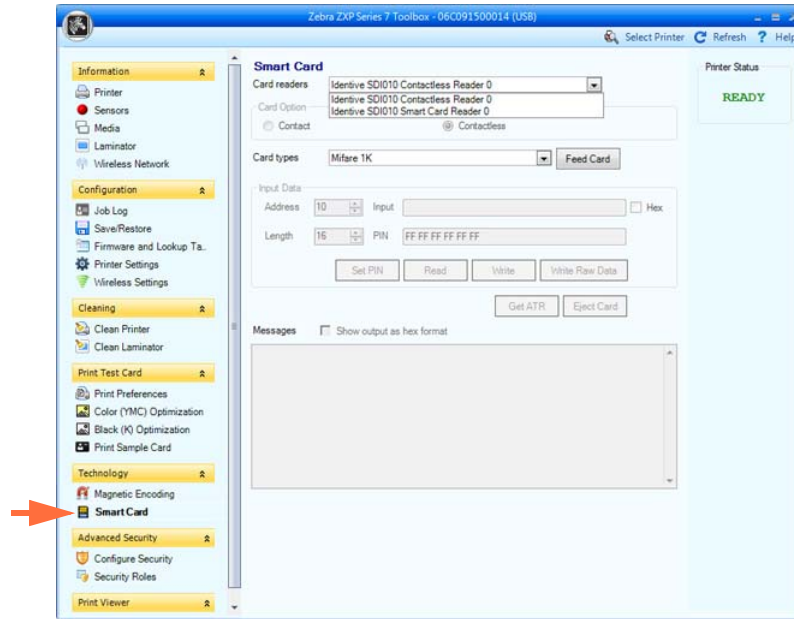 Zebra ZXP Series 7 Toolbox - 06C091500014 (USB)
Select Printer Refresh ? Help
Information
Printer
Sensors
Media
Laminator
Wireless Network
Configuration
Job Log
Save/Restore
Firmware and Lookup Ta..
Printer Settings
Wireless Settings
Cleaning
Clean Printer
Clean Laminator
Print Test Card
Print Preferences
Color (YMC) Optimization
Black (K) Optimization
Print Sample Card
Technology
Magnetic Encoding
Smart Card
Advanced Security
Configure Security
Security Roles
Print Viewer
Smart Card
Card readers Identive SDI010 Contactless Reader 0
Identive SDI010 Contactless Reader 0
Identive SDI010 Smart Card Reader 0
Card Option
Contact Contactless
Card types Mifare 1K Feed Card
Input Data
Address 10 Input Hex
Length 16 PIN FF FF FF FF FF FF
Set PIN Read Write Write Raw Data
Get ATR Eject Card
Messages Show output as hex format
Printer Status
READY